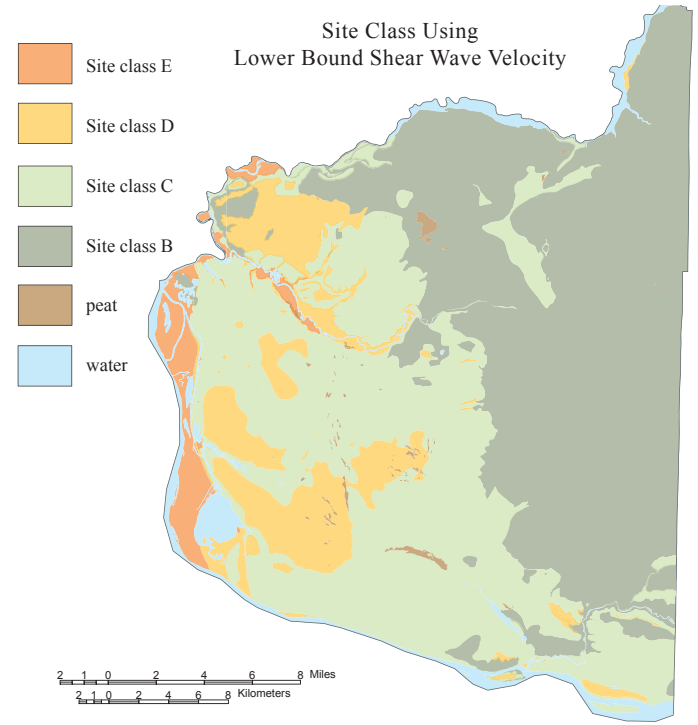 Site Class Using
Lower Bound Shear Wave Velocity
Site class E
Site class D
Site class C
Site class B
peat
water
2 1 0 2 4 6 8 Miles
2 1 0 2 4 6 8 Kilometers